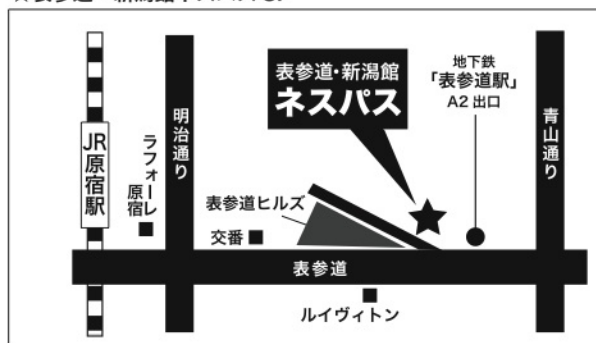 JR原宿駅
ラフォーレ
原宿
明治通り
表参道・新潟館
ネスパス
地下鉄
「表参道駅」
A2 出口
青山通り
表参道ヒルズ
交番
表参道
ルイヴィトン